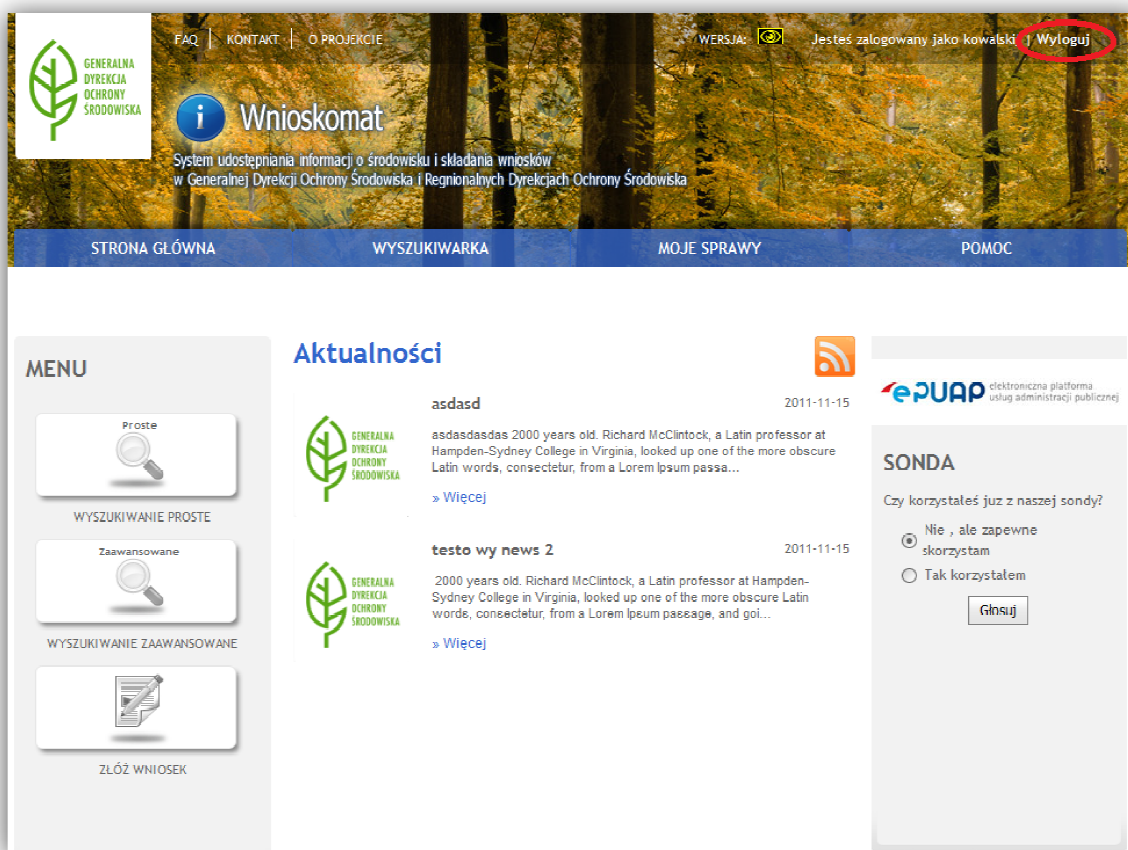 GENERALNA
DYREKCJA
OCHRONY
ŚRODOWISKA
FAQ | KONTAKT | O PROJEKCIE
WERSJA:
Jesteś zalogowany jako kowalski | Wyloguj
i Wnioskomat
System udostępniania informacji o środowisku i składania wniosków
w Generalnej Dyrekcji Ochrony Środowiska i Regnionalnych Dyrekcjach Ochrony Środowiska
STRONA GŁÓWNA WYSZUKIWARKA MOJE SPRAWY POMOC
MENU
Proste
WYSZUKIWANIE PROSTE
Zaawansowane
WYSZUKIWANIE ZAAWANSOWANE
ZŁÓŻ WNIOSEK
Aktualności
GENERALNA
DYREKCJA
OCHRONY
ŚRODOWISKA
asdasd 2011-11-15
asdasdasdas 2000 years old. Richard McClintock, a Latin professor at
Hampden-Sydney College in Virginia, looked up one of the more obscure
Latin words, consectetur, from a Lorem Ipsum passa...
» Więcej
GENERALNA
DYREKCJA
OCHRONY
ŚRODOWISKA
testo wy news 2 2011-11-15
2000 years old. Richard McClintock, a Latin professor at Hampden-
Sydney College in Virginia, looked up one of the more obscure Latin
words, consectetur, from a Lorem Ipsum passage, and goi...
» Więcej
ePUAP elektroniczna platforma
usług administracji publicznej
SONDA
Czy korzystałeś juz z naszej sondy?
Nie , ale zapewne
skorzystam
Tak korzystałem
Głosuj